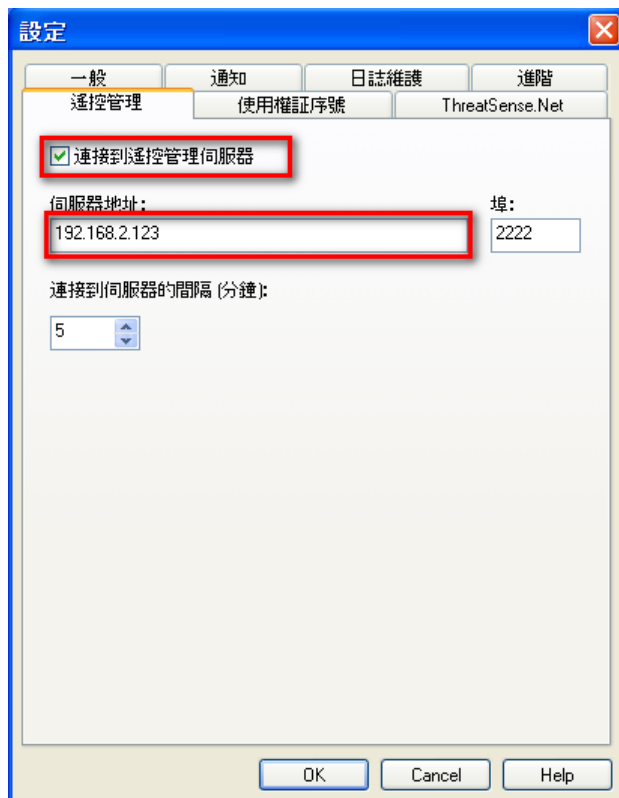 設定
一般 通知 日誌維護 進階
遙控管理 使用權証序號 ThreatSense.Net
連接到遙控管理伺服器
伺服器地址: 埠:
192.168.2.123 2222
連接到伺服器的間隔 (分鐘):
5
OK Cancel Help